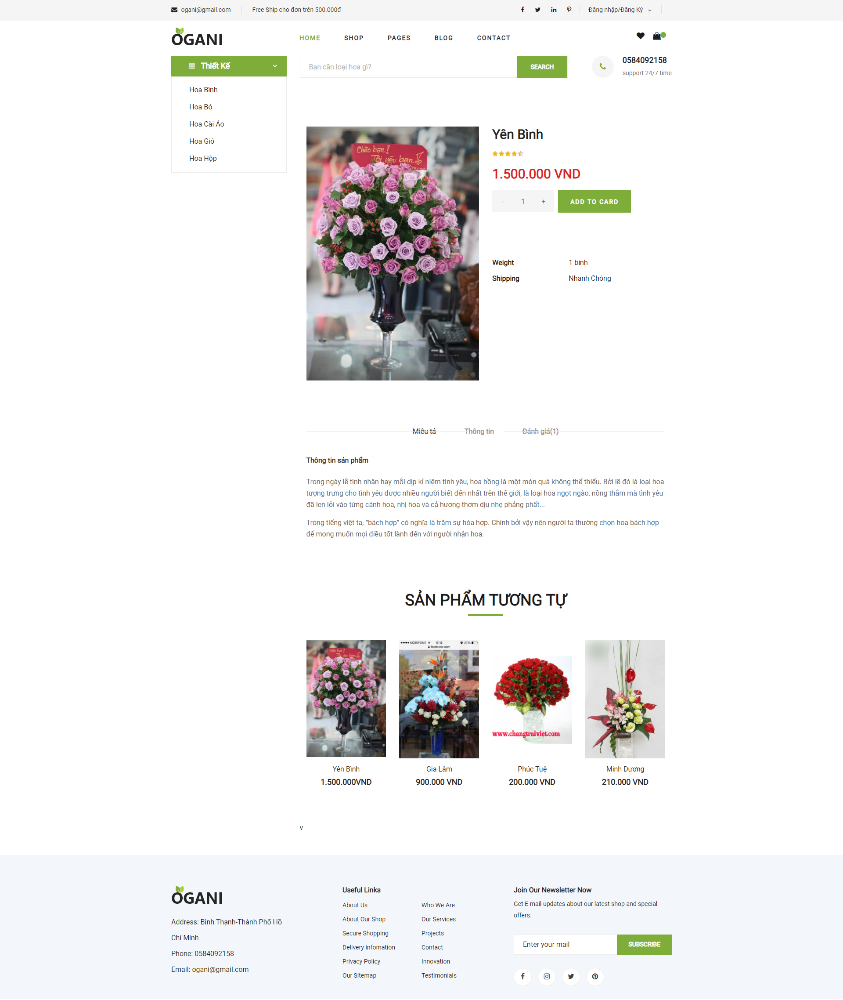 ogani@gmail.com
Free Ship cho đơn trên 500.000đ
Đăng nhập/Đăng Ký
OGANI
HOME
SHOP
PAGES
BLOG
CONTACT
Thiết Kế
Bạn cần loại hoa gì?
SEARCH
0584092158
support 24/7 time
Hoa Bình
Hoa Bó
Hoa Cài Áo
Hoa Giỏ
Hoa Hộp
Chào bạn!
Tôi yêu bạn
Yên Bình
1.500.000 VND
- 1 +
ADD TO CARD
Weight
1 bình
Shipping
Nhanh Chóng
Miêu tả
Thông tin
Đánh giá(1)
Thông tin sản phẩm
Trong ngày lễ tình nhân hay mỗi dịp kỉ niệm tình yêu, hoa hồng là một món quà không thể thiếu. Bởi lẽ đó là loại hoa
tượng trưng cho tình yêu được nhiều người biết đến nhất trên thế giới, là loại hoa ngọt ngào, nồng thắm mà tình yêu
đã len lỏi vào từng cánh hoa, nhị hoa và cả hương thơm dịu nhẹ phảng phất...
Trong tiếng việt ta, “bách hợp” có nghĩa là trăm sự hòa hợp. Chính bởi vậy nên người ta thường chọn hoa bách hợp
để mong muốn mọi điều tốt lành đến với người nhận hoa.
SẢN PHẨM TƯƠNG TỰ
Chào bạn!
Tôi yêu bạn
MOBIFONE 17:12 27%
facebook.com
www.changtraiviet.com
Yên Bình
1.500.000VND
Gia Lâm
900.000 VND
Phúc Tuệ
200.000 VND
Minh Dương
210.000 VND
v
OGANI
Address: Bình Thạnh-Thành Phố Hồ
Chí Minh
Phone: 0584092158
Email: ogani@gmail.com
Useful Links
About Us
About Our Shop
Secure Shopping
Delivery infomation
Privacy Policy
Our Sitemap
Who We Are
Our Services
Projects
Contact
Innovation
Testimonials
Join Our Newsletter Now
Get E-mail updates about our latest shop and special
offers.
Enter your mail
SUBSCRIBE